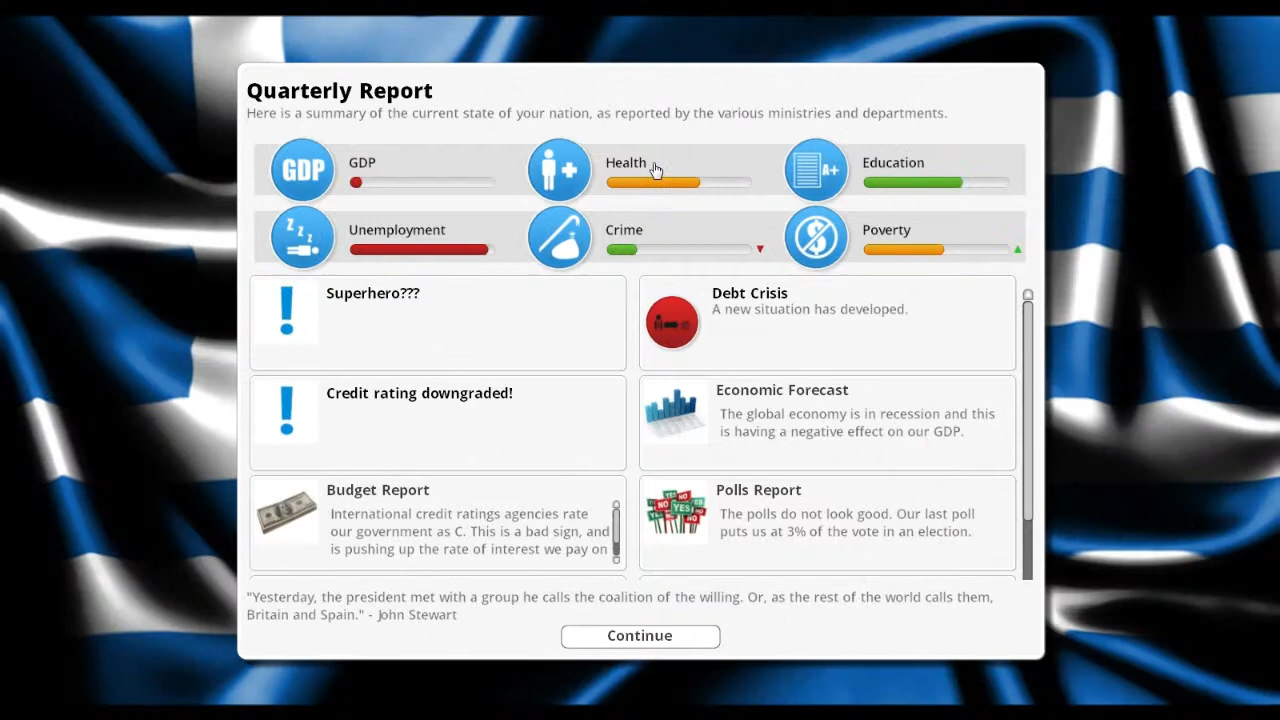 Quarterly Report
Here is a summary of the current state of your nation, as reported by the various ministries and departments.
GDP
GDP
Health
A+
Education
Z Z Z
Unemployment
Crime
$
Poverty
Superhero???
Debt Crisis
A new situation has developed.
Credit rating downgraded!
Economic Forecast
The global economy is in recession and this
is having a negative effect on our GDP.
Budget Report
International credit ratings agencies rate
our government as C. This is a bad sign, and
is pushing up the rate of interest we pay on
YES NO
NO YES
NO
Polls Report
The polls do not look good. Our last poll
puts us at 3% of the vote in an election.
"Yesterday, the president met with a group he calls the coalition of the willing. Or, as the rest of the world calls them,
Britain and Spain." - John Stewart
Continue